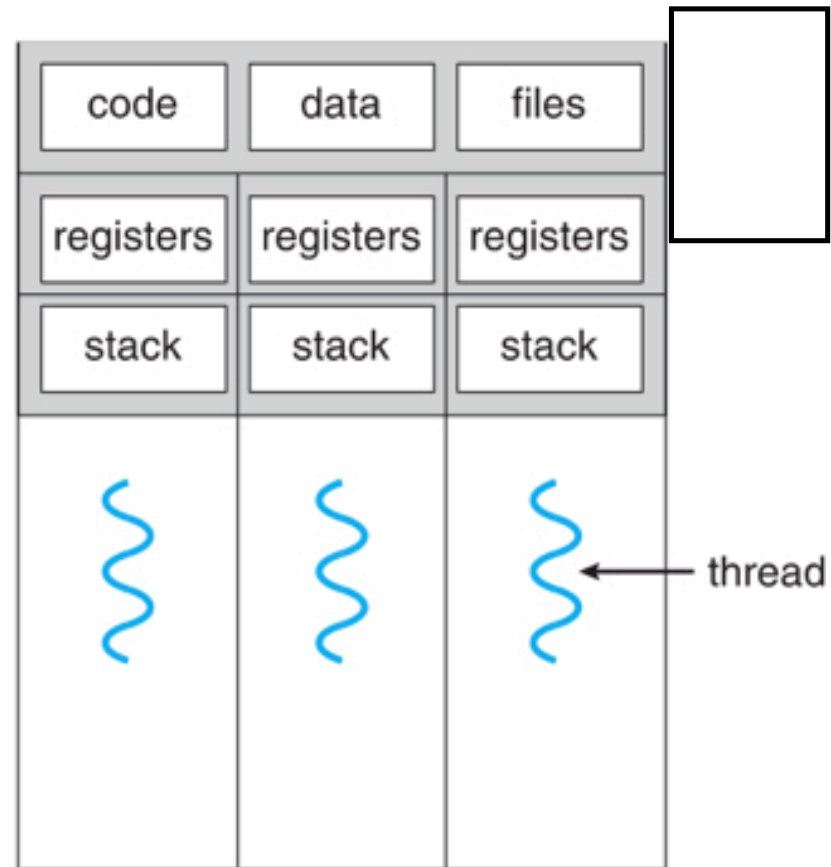 code data files
registers registers registers
stack stack stack
thread